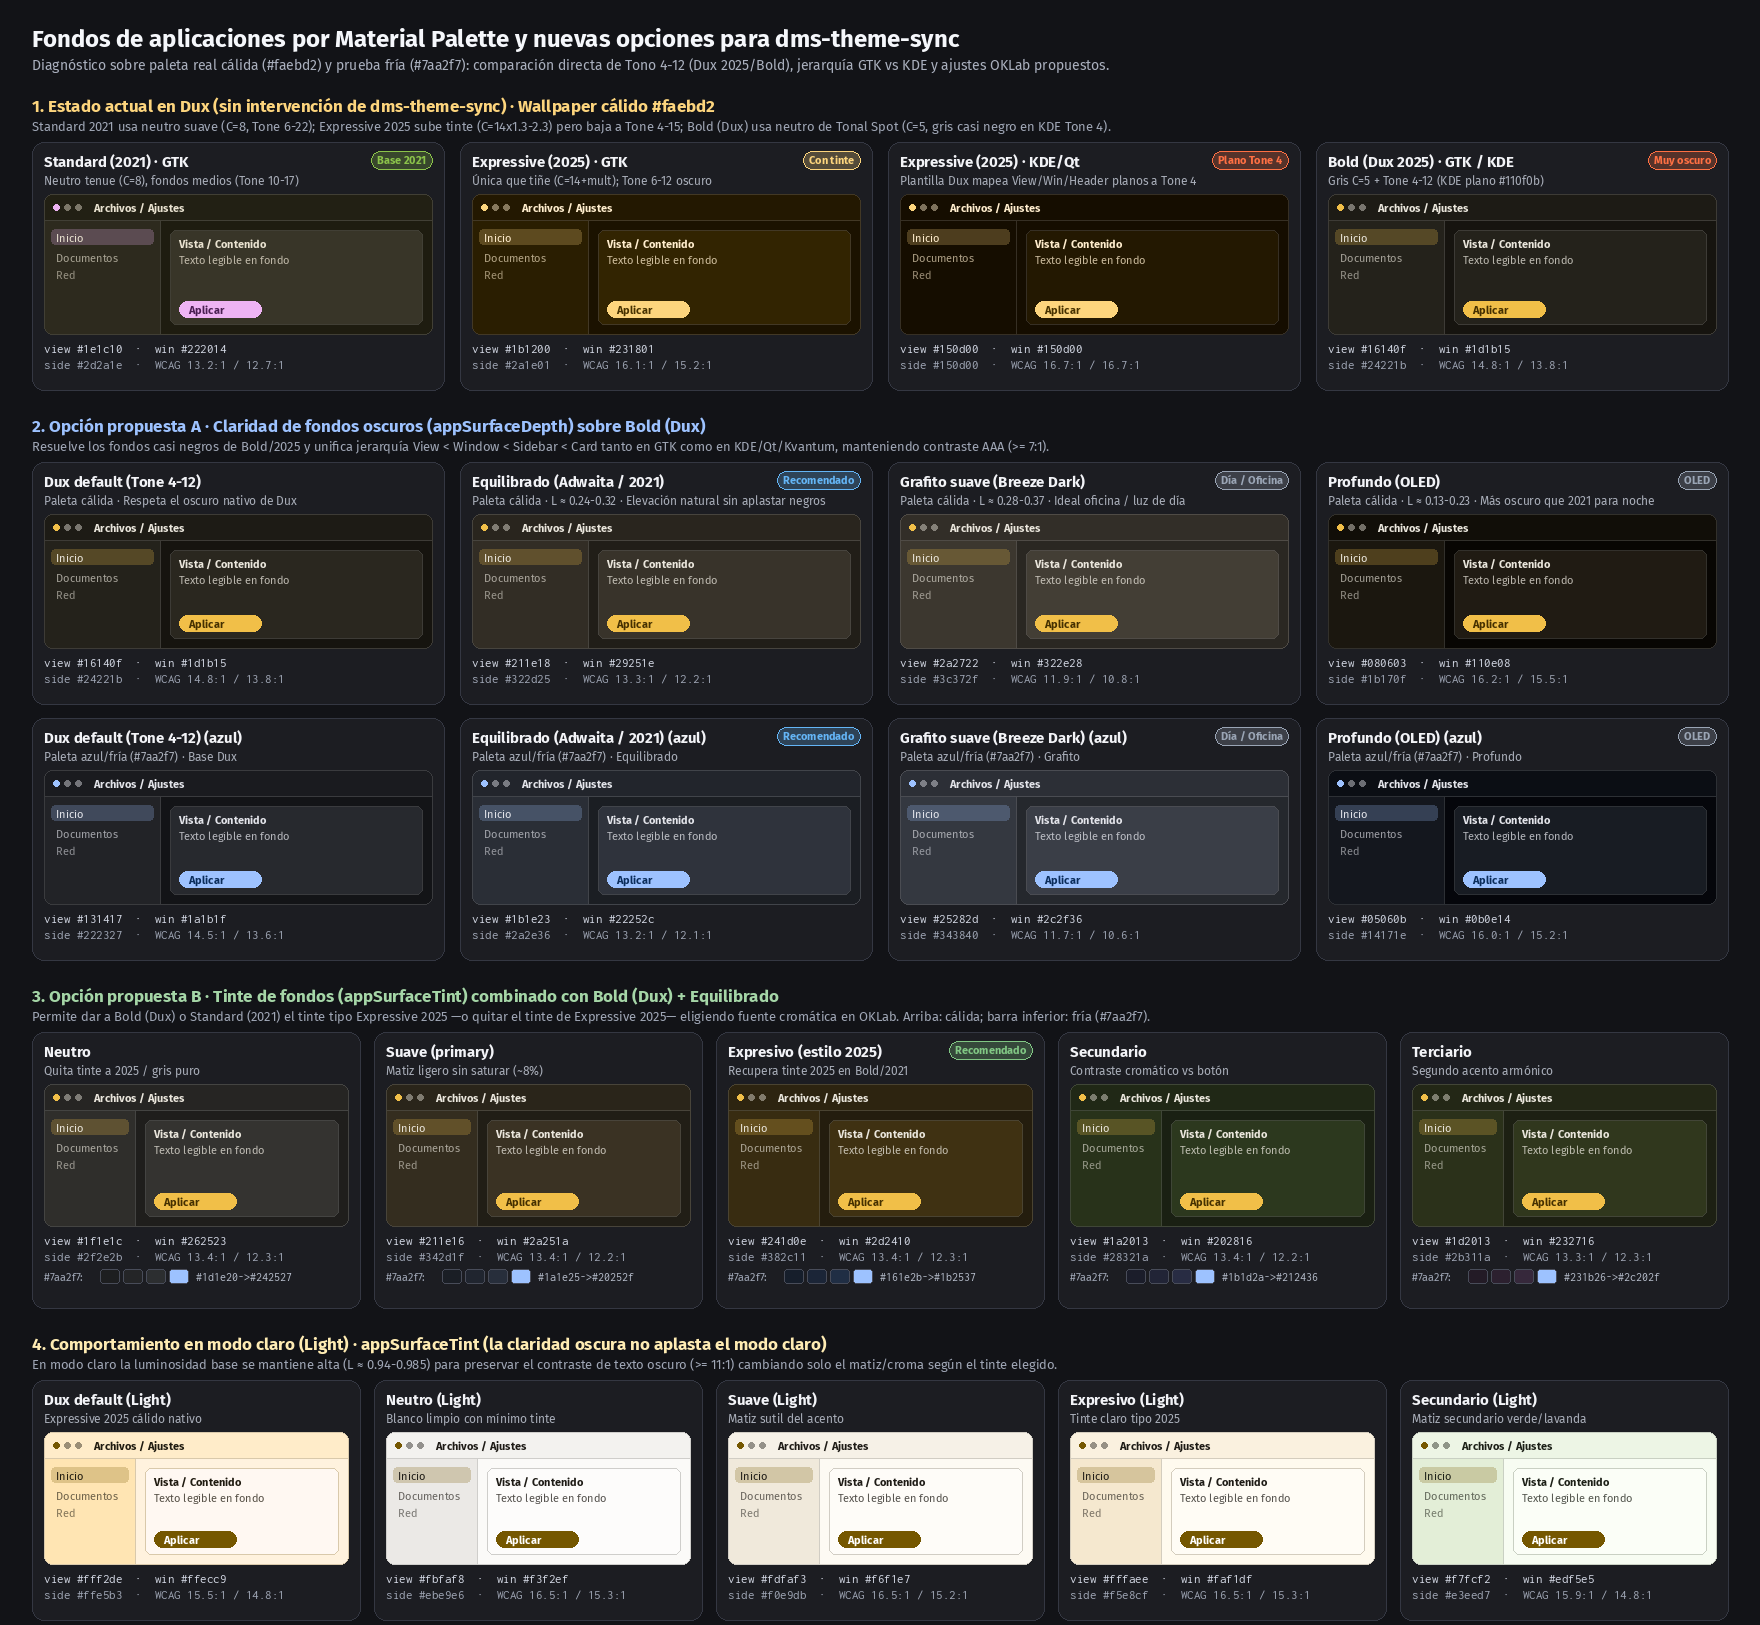 Fondos de aplicaciones por Material Palette y nuevas opciones para dms-theme-sync
Diagnóstico sobre paleta real cálida (#faebd2) y prueba fría (#7aa2f7): comparación directa de Tono 4-12 (Dux 2025/Bold), jerarquía GTK vs KDE y ajustes OKLab propuestos.
1. Estado actual en Dux (sin intervención de dms-theme-sync) · Wallpaper cálido #faebd2
Standard 2021 usa neutro suave (C=8, Tone 6-22); Expressive 2025 sube tinte (C=14x1.3-2.3) pero baja a Tone 4-15; Bold (Dux) usa neutro de Tonal Spot (C=5, gris casi negro en KDE Tone 4).
Standard (2021) · GTK
Base 2021
Neutro tenue (C=8), fondos medios (Tone 10-17)
Archivos / Ajustes
Inicio
Documentos
Red
Vista / Contenido
Texto legible en fondo
Aplicar
view #1e1c10 · win #222014
side #2d2a1e · WCAG 13.2:1 / 12.7:1
Expressive (2025) · GTK
Con tinte
Única que tiñe (C=14+mult); Tone 6-12 oscuro
Archivos / Ajustes
Inicio
Documentos
Red
Vista / Contenido
Texto legible en fondo
Aplicar
view #1b1200 · win #231801
side #2a1e01 · WCAG 16.1:1 / 15.2:1
Expressive (2025) · KDE/Qt
Plano Tone 4
Plantilla Dux mapea View/Win/Header planos a Tone 4
Archivos / Ajustes
Inicio
Documentos
Red
Vista / Contenido
Texto legible en fondo
Aplicar
view #150d00 · win #150d00
side #150d00 · WCAG 16.7:1 / 16.7:1
Bold (Dux 2025) · GTK / KDE
Muy oscuro
Gris C=5 + Tone 4-12 (KDE plano #110f0b)
Archivos / Ajustes
Inicio
Documentos
Red
Vista / Contenido
Texto legible en fondo
Aplicar
view #16140f · win #1d1b15
side #24221b · WCAG 14.8:1 / 13.8:1
2. Opción propuesta A · Claridad de fondos oscuros (appSurfaceDepth) sobre Bold (Dux)
Resuelve los fondos casi negros de Bold/2025 y unifica jerarquía View < Window < Sidebar < Card tanto en GTK como en KDE/Qt/Kvantum, manteniendo contraste AAA (>= 7:1).
Dux default (Tone 4-12)
Paleta cálida · Respeta el oscuro nativo de Dux
Archivos / Ajustes
Inicio
Documentos
Red
Vista / Contenido
Texto legible en fondo
Aplicar
view #16140f · win #1d1b15
side #24221b · WCAG 14.8:1 / 13.8:1
Equilibrado (Adwaita / 2021)
Recomendado
Paleta cálida · L ≈ 0.24-0.32 · Elevación natural sin aplastar negros
Archivos / Ajustes
Inicio
Documentos
Red
Vista / Contenido
Texto legible en fondo
Aplicar
view #211e18 · win #29251e
side #322d25 · WCAG 13.3:1 / 12.2:1
Grafito suave (Breeze Dark)
Día / Oficina
Paleta cálida · L ≈ 0.28-0.37 · Ideal oficina / luz de día
Archivos / Ajustes
Inicio
Documentos
Red
Vista / Contenido
Texto legible en fondo
Aplicar
view #2a2722 · win #322e28
side #3c372f · WCAG 11.9:1 / 10.8:1
Profundo (OLED)
OLED
Paleta cálida · L ≈ 0.13-0.23 · Más oscuro que 2021 para noche
Archivos / Ajustes
Inicio
Documentos
Red
Vista / Contenido
Texto legible en fondo
Aplicar
view #080603 · win #110e08
side #1b170f · WCAG 16.2:1 / 15.5:1
Dux default (Tone 4-12) (azul)
Paleta azul/fría (#7aa2f7) · Base Dux
Archivos / Ajustes
Inicio
Documentos
Red
Vista / Contenido
Texto legible en fondo
Aplicar
view #131417 · win #1a1b1f
side #222327 · WCAG 14.5:1 / 13.6:1
Equilibrado (Adwaita / 2021) (azul)
Recomendado
Paleta azul/fría (#7aa2f7) · Equilibrado
Archivos / Ajustes
Inicio
Documentos
Red
Vista / Contenido
Texto legible en fondo
Aplicar
view #1b1e23 · win #22252c
side #2a2e36 · WCAG 13.2:1 / 12.1:1
Grafito suave (Breeze Dark) (azul)
Día / Oficina
Paleta azul/fría (#7aa2f7) · Grafito
Archivos / Ajustes
Inicio
Documentos
Red
Vista / Contenido
Texto legible en fondo
Aplicar
view #25282d · win #2c2f36
side #343840 · WCAG 11.7:1 / 10.6:1
Profundo (OLED) (azul)
OLED
Paleta azul/fría (#7aa2f7) · Profundo
Archivos / Ajustes
Inicio
Documentos
Red
Vista / Contenido
Texto legible en fondo
Aplicar
view #05060b · win #0b0e14
side #14171e · WCAG 16.0:1 / 15.2:1
3. Opción propuesta B · Tinte de fondos (appSurfaceTint) combinado con Bold (Dux) + Equilibrado
Permite dar a Bold (Dux) o Standard (2021) el tinte tipo Expressive 2025 —o quitar el tinte de Expressive 2025— eligiendo fuente cromática en OKLab. Arriba: cálida; barra inferior: fría (#7aa2f7).
Neutro
Quita tinte a 2025 / gris puro
Archivos / Ajustes
Inicio
Documentos
Red
Vista / Contenido
Texto legible en fondo
Aplicar
view #1f1e1c · win #262523
side #2f2e2b · WCAG 13.4:1 / 12.3:1
#7aa2f7: #1d1e20->#242527
Suave (primary)
Matiz ligero sin saturar (~8%)
Archivos / Ajustes
Inicio
Documentos
Red
Vista / Contenido
Texto legible en fondo
Aplicar
view #211e16 · win #2a251a
side #342d1f · WCAG 13.4:1 / 12.2:1
#7aa2f7: #1a1e25->#20252f
Expresivo (estilo 2025)
Recomendado
Recupera tinte 2025 en Bold/2021
Archivos / Ajustes
Inicio
Documentos
Red
Vista / Contenido
Texto legible en fondo
Aplicar
view #241d0e · win #2d2410
side #382c11 · WCAG 13.4:1 / 12.3:1
#7aa2f7: #161e2b->#1b2537
Secundario
Contraste cromático vs botón
Archivos / Ajustes
Inicio
Documentos
Red
Vista / Contenido
Texto legible en fondo
Aplicar
view #1a2013 · win #202816
side #28321a · WCAG 13.4:1 / 12.2:1
#7aa2f7: #1b1d2a->#212436
Terciario
Segundo acento armónico
Archivos / Ajustes
Inicio
Documentos
Red
Vista / Contenido
Texto legible en fondo
Aplicar
view #1d2013 · win #232716
side #2b311a · WCAG 13.3:1 / 12.3:1
#7aa2f7: #231b26->#2c202f
4. Comportamiento en modo claro (Light) · appSurfaceTint (la claridad oscura no aplasta el modo claro)
En modo claro la luminosidad base se mantiene alta (L ≈ 0.94-0.985) para preservar el contraste de texto oscuro (>= 11:1) cambiando solo el matiz/croma según el tinte elegido.
Dux default (Light)
Expressive 2025 cálido nativo
Archivos / Ajustes
Inicio
Documentos
Red
Vista / Contenido
Texto legible en fondo
Aplicar
view #fff2de · win #ffecc9
side #ffe5b3 · WCAG 15.5:1 / 14.8:1
Neutro (Light)
Blanco limpio con mínimo tinte
Archivos / Ajustes
Inicio
Documentos
Red
Vista / Contenido
Texto legible en fondo
Aplicar
view #fbfaf8 · win #f3f2ef
side #ebe9e6 · WCAG 16.5:1 / 15.3:1
Suave (Light)
Matiz sutil del acento
Archivos / Ajustes
Inicio
Documentos
Red
Vista / Contenido
Texto legible en fondo
Aplicar
view #fdfaf3 · win #f6f1e7
side #f0e9db · WCAG 16.5:1 / 15.2:1
Expresivo (Light)
Tinte claro tipo 2025
Archivos / Ajustes
Inicio
Documentos
Red
Vista / Contenido
Texto legible en fondo
Aplicar
view #fffaee · win #faf1df
side #f5e8cf · WCAG 16.5:1 / 15.3:1
Secundario (Light)
Matiz secundario verde/lavanda
Archivos / Ajustes
Inicio
Documentos
Red
Vista / Contenido
Texto legible en fondo
Aplicar
view #f7fcf2 · win #edf5e5
side #e3eed7 · WCAG 15.9:1 / 14.8:1